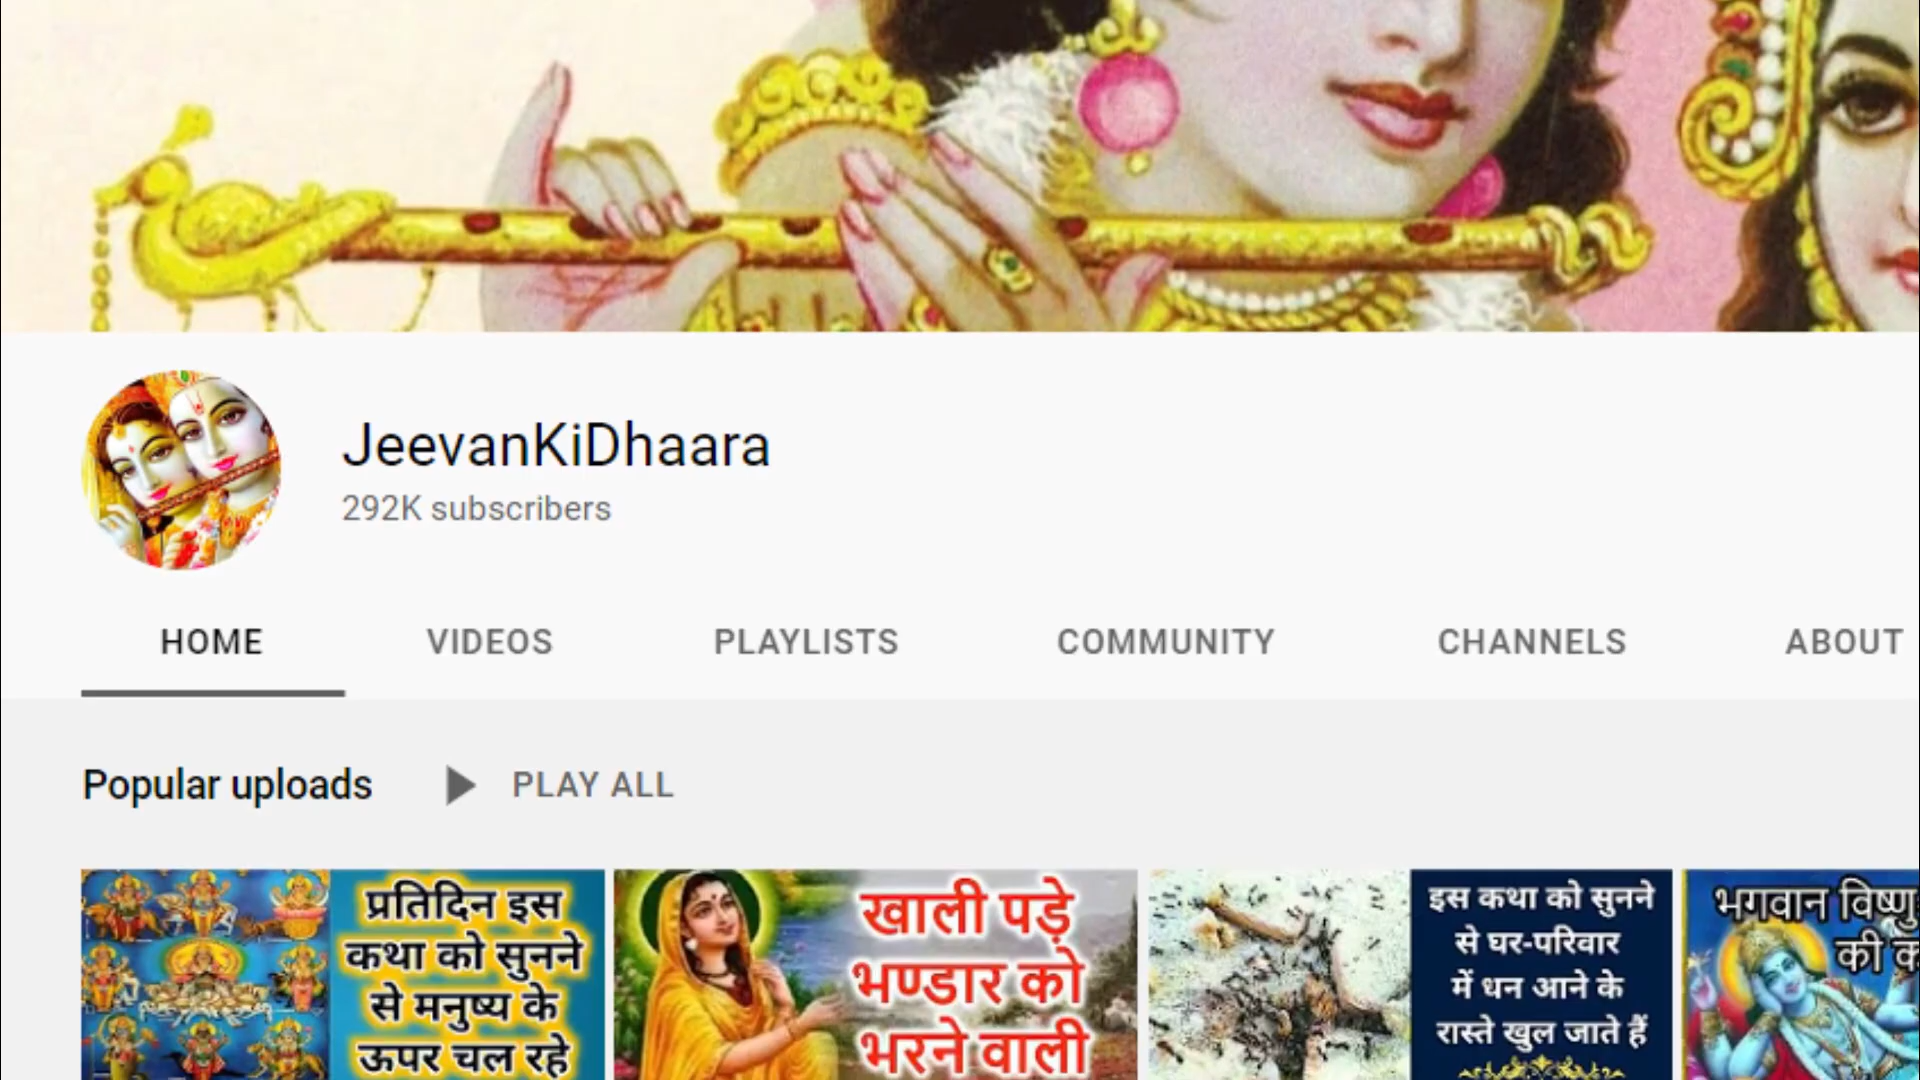 JeevanKiDhaara
292K subscribers
HOME VIDEOS PLAYLISTS COMMUNITY CHANNELS ABOUT
Popular uploads PLAY ALL
प्रतिदिन इस
कथा को सुनने
से मनुष्य के
ऊपर चल रहे
खाली पड़े
भण्डार को
भरने वाली
इस कथा को सुनने
से घर-परिवार
में धन आने के
रास्ते खुल जाते हैं
भगवान विष्णु
की